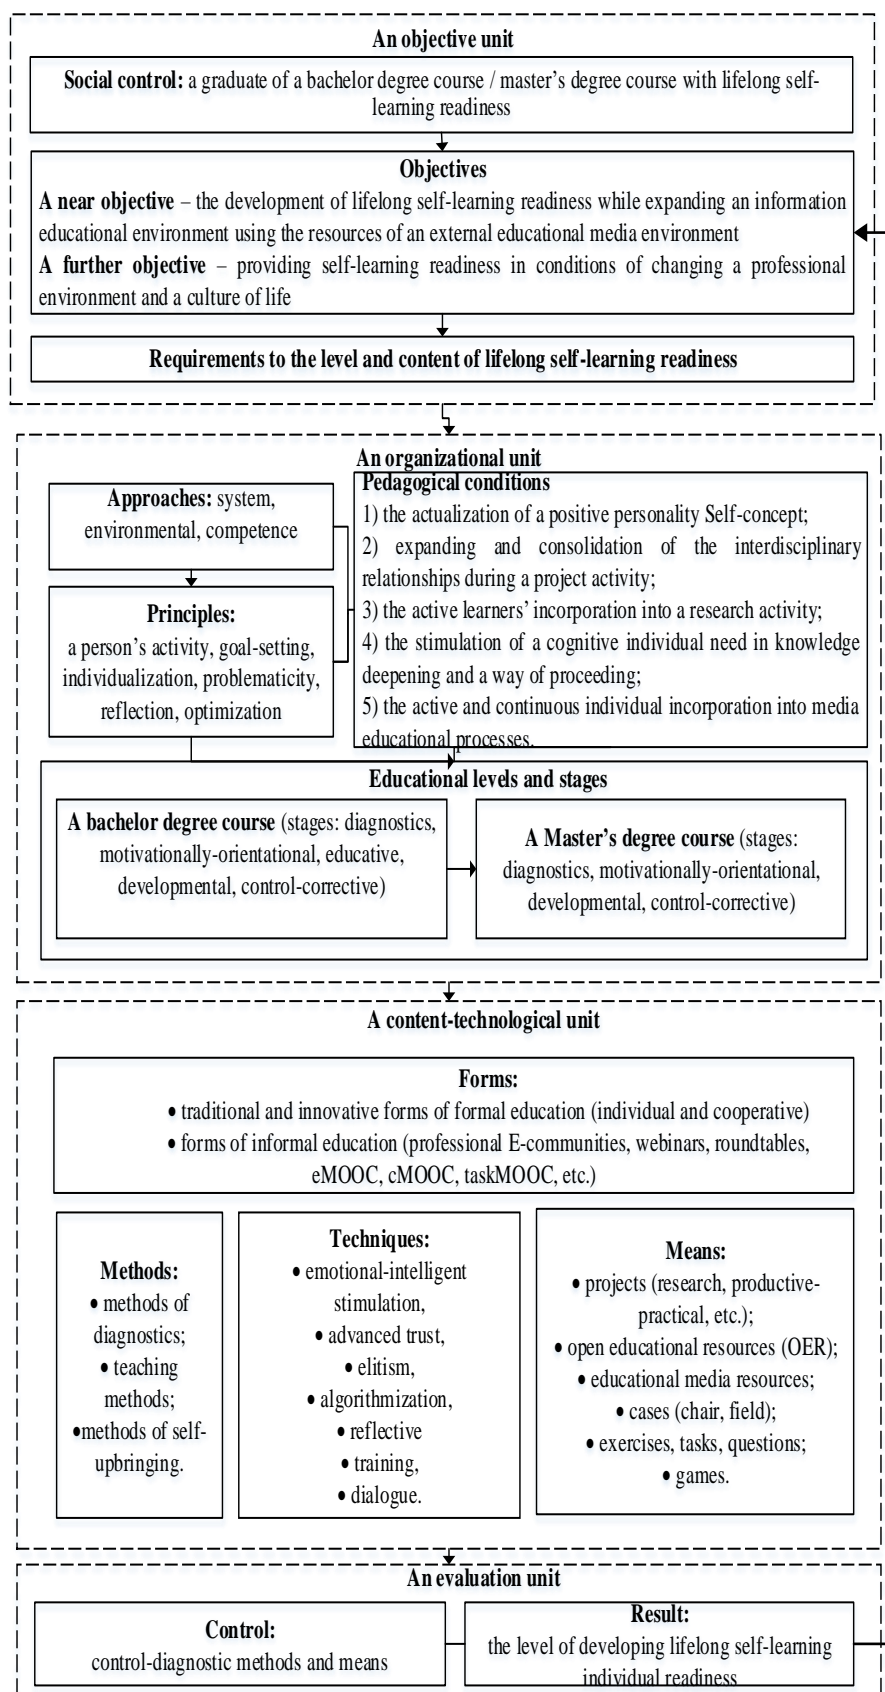 An objective unit
Social control: a graduate of a bachelor degree course / master's degree course with lifelong self-
learning readiness
Objectives
A near objective – the development of lifelong self-learning readiness while expanding an information
educational environment using the resources of an external educational media environment
A further objective – providing self-learning readiness in conditions of changing a professional
environment and a culture of life
Requirements to the level and content of lifelong self-learning readiness
An organizational unit
Approaches: system,
environmental, competence
Principles:
a person's activity, goal-setting,
individualization, problematicity,
reflection, optimization
Pedagogical conditions
1) the actualization of a positive personality Self-concept;
2) expanding and consolidation of the interdisciplinary
relationships during a project activity;
3) the active learners' incorporation into a research activity;
4) the stimulation of a cognitive individual need in knowledge
deepening and a way of proceeding;
5) the active and continuous individual incorporation into media
educational processes.
Educational levels and stages
A bachelor degree course (stages: diagnostics,
motivationally-orientational, educative,
developmental, control-corrective)
A Master's degree course (stages:
diagnostics, motivationally-orientational,
developmental, control-corrective)
A content-technological unit
Forms:
• traditional and innovative forms of formal education (individual and cooperative)
• forms of informal education (professional E-communities, webinars, roundtables,
eMOOC, cMOOC, taskMOOC, etc.)
Methods:
• methods of
diagnostics;
• teaching
methods;
•methods of self-
upbringing.
Techniques:
• emotional-intelligent
stimulation,
• advanced trust,
• elitism,
• algorithmization,
• reflective
• training,
• dialogue.
Means:
• projects (research, productive-
practical, etc.);
• open educational resources (OER);
• educational media resources;
• cases (chair, field);
• exercises, tasks, questions;
• games.
An evaluation unit
Control:
control-diagnostic methods and means
Result:
the level of developing lifelong self-learning
individual readiness